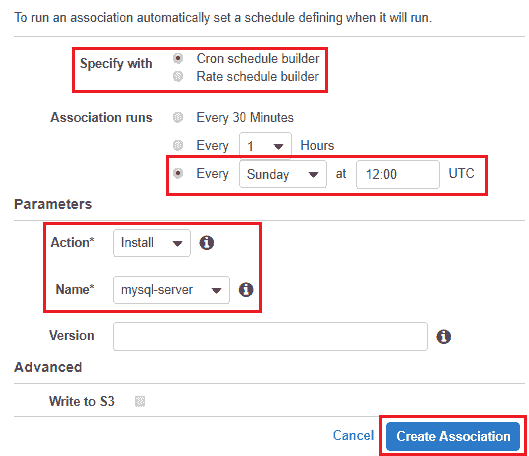 To run an association automatically set a schedule defining when it will run.
Specify with Cron schedule builder
Rate schedule builder
Association runs Every 30 Minutes
Every 1 Hours
Every Sunday at 12:00 UTC
Parameters
Action* Install
Name* mysql-server
Version
Advanced
Write to S3
Cancel Create Association